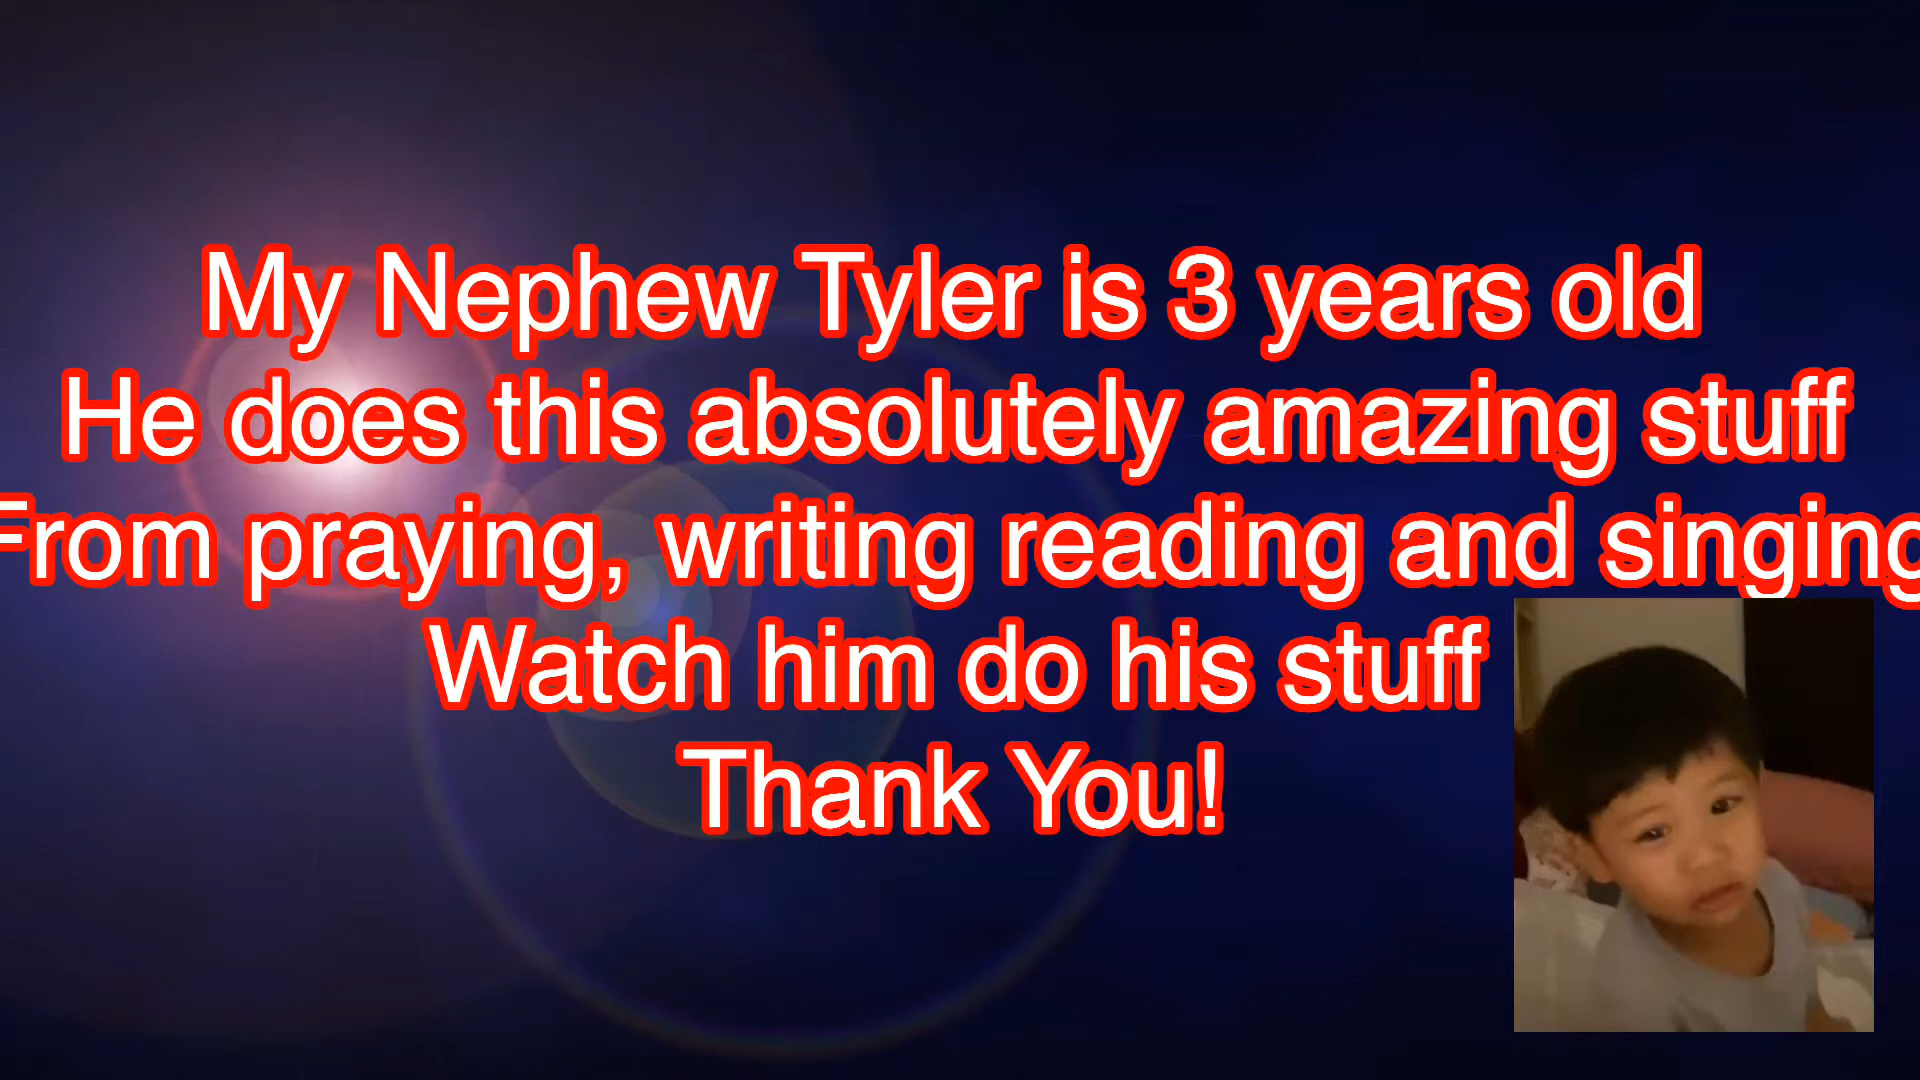 My Nephew Tyler is 3 years old
He does this absolutely amazing stuff
From praying, writing reading and singing
Watch him do his stuff
Thank You!